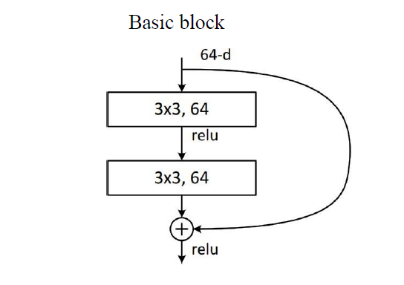 Basic block
64-d
3x3, 64
relu
3x3, 64
+
relu